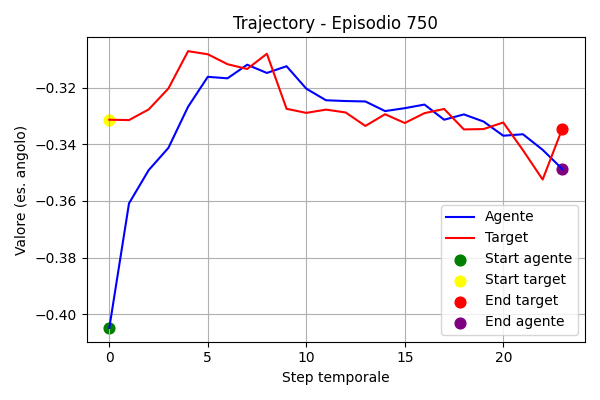 Trajectory - Episodio 750
Valore (es. angolo)
−0.32
−0.34
−0.36
−0.38
−0.40
0
5
10
15
20
Step temporale
Agente
Target
Start agente
Start target
End target
End agente